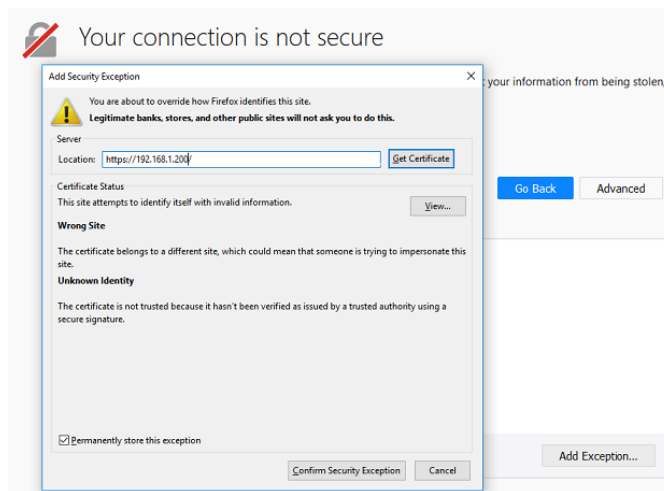 Your connection is not secure
Add Security Exception
your information from being stolen,
You are about to override how Firefox identifies this site.
Legitimate banks, stores, and other public sites will not ask you to do this.
Server
Location: https://192.168.1.200/ Get Certificate
Go Back Advanced
Certificate Status
This site attempts to identify itself with invalid information.
View...
Wrong Site
The certificate belongs to a different site, which could mean that someone is trying to impersonate this
site.
Unknown Identity
The certificate is not trusted because it hasn't been verified as issued by a trusted authority using a
secure signature.
Permanently store this exception
Add Exception...
Confirm Security Exception Cancel